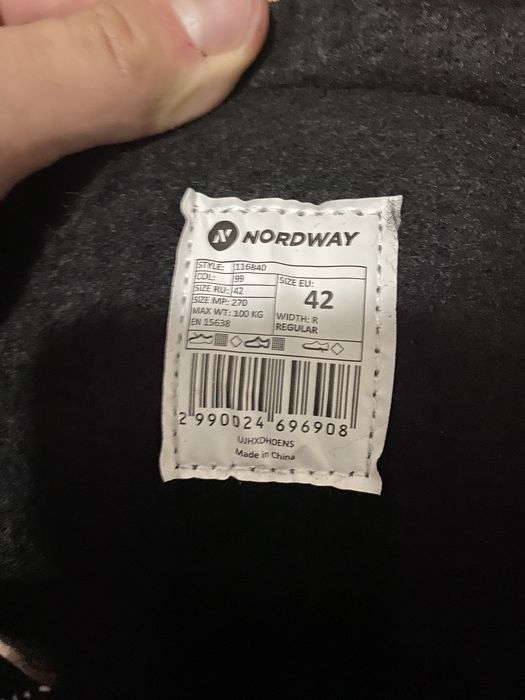 NORDWAY
STYLE: 116840
COL: 99
SIZE RU: 42
SIZE MP: 270
MAX WT: 100 KG
EN 15638
SIZE EU:
42
WIDTH: R
REGULAR
2 990024 696908
UJHXDHOENS
Made in China